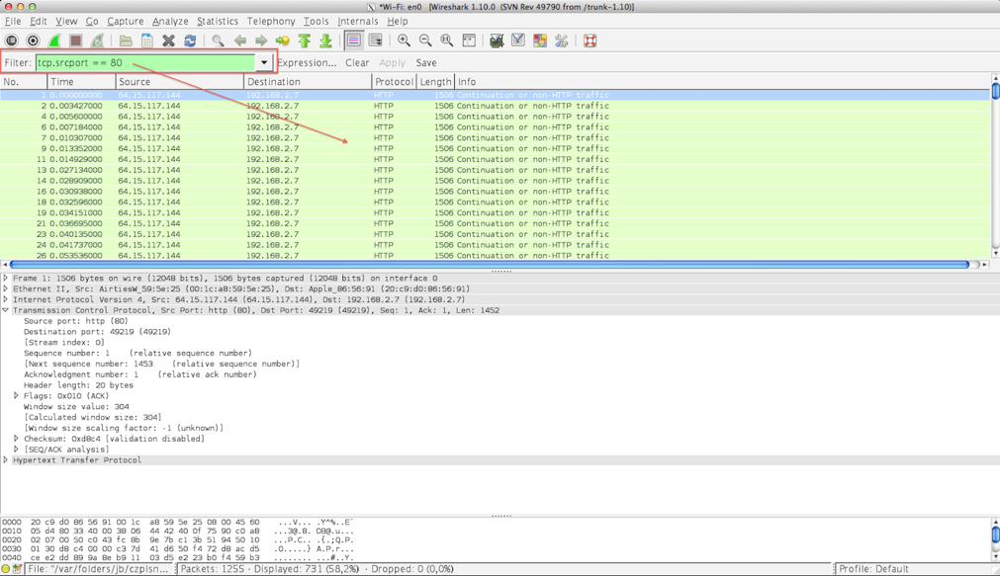 *Wi-Fi: en0 [Wireshark 1.10.0 (SVN Rev 49790 from /trunk-1.10)]
File Edit View Go Capture Analyze Statistics Telephony Tools Internals Help
Filter: tcp.srcport == 80 Expression... Clear Apply Save
No. Time Source Destination Protocol Length Info
1 0.000000000 64.15.117.144 192.168.2.7 HTTP 1506 Continuation or non-HTTP traffic
2 0.003427000 64.15.117.144 192.168.2.7 HTTP 1506 Continuation or non-HTTP traffic
4 0.005600000 64.15.117.144 192.168.2.7 HTTP 1506 Continuation or non-HTTP traffic
6 0.007184000 64.15.117.144 192.168.2.7 HTTP 1506 Continuation or non-HTTP traffic
7 0.010307000 64.15.117.144 192.168.2.7 HTTP 1506 Continuation or non-HTTP traffic
9 0.013352000 64.15.117.144 192.168.2.7 HTTP 1506 Continuation or non-HTTP traffic
11 0.014929000 64.15.117.144 192.168.2.7 HTTP 1506 Continuation or non-HTTP traffic
13 0.027134000 64.15.117.144 192.168.2.7 HTTP 1506 Continuation or non-HTTP traffic
14 0.028909000 64.15.117.144 192.168.2.7 HTTP 1506 Continuation or non-HTTP traffic
16 0.030938000 64.15.117.144 192.168.2.7 HTTP 1506 Continuation or non-HTTP traffic
18 0.032596000 64.15.117.144 192.168.2.7 HTTP 1506 Continuation or non-HTTP traffic
19 0.034151000 64.15.117.144 192.168.2.7 HTTP 1506 Continuation or non-HTTP traffic
21 0.036695000 64.15.117.144 192.168.2.7 HTTP 1506 Continuation or non-HTTP traffic
23 0.040135000 64.15.117.144 192.168.2.7 HTTP 1506 Continuation or non-HTTP traffic
24 0.041737000 64.15.117.144 192.168.2.7 HTTP 1506 Continuation or non-HTTP traffic
26 0.053536000 64.15.117.144 192.168.2.7 HTTP 1506 Continuation or non-HTTP traffic
Frame 1: 1506 bytes on wire (12048 bits), 1506 bytes captured (12048 bits) on interface 0
Ethernet II, Src: AirtiesW_59:5e:25 (00:1c:a8:59:5e:25), Dst: Apple_86:56:91 (20:c9:d0:86:56:91)
Internet Protocol Version 4, Src: 64.15.117.144 (64.15.117.144), Dst: 192.168.2.7 (192.168.2.7)
Transmission Control Protocol, Src Port: http (80), Dst Port: 49219 (49219), Seq: 1, Ack: 1, Len: 1452
Source port: http (80)
Destination port: 49219 (49219)
[Stream index: 0]
Sequence number: 1 (relative sequence number)
[Next sequence number: 1453 (relative sequence number)]
Acknowledgment number: 1 (relative ack number)
Header length: 20 bytes
Flags: 0x010 (ACK)
Window size value: 304
[Calculated window size: 304]
[Window size scaling factor: -1 (unknown)]
Checksum: 0xd8c4 [validation disabled]
[SEQ/ACK analysis]
Hypertext Transfer Protocol
0000 20 c9 d0 86 56 91 00 1c a8 59 5e 25 08 00 45 60 ...V... .Y^%..E`
0010 05 d4 80 33 40 00 38 06 44 42 40 0f 75 90 c0 a8 ...3@.8. DB@.u...
0020 02 07 00 50 c0 43 fc 8b 9e 7b c1 3b 51 94 50 10 ...P.C.. .{.;Q.P.
0030 01 30 d8 c4 00 00 c3 7d 41 d6 50 f4 72 d8 ac d5 .0.....} A.P.r...
0040 ce e2 dd 89 9a 8e b9 11 03 d5 e2 23 b0 f4 59 b3 ........ ...#..Y.
File: "/var/folders/jb/czplsn... Packets: 1255 · Displayed: 731 (58,2%) · Dropped: 0 (0,0%) Profile: Default